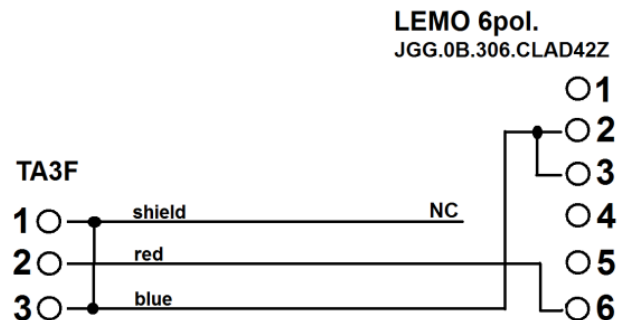 LEMO 6pol.
JGG.0B.306.CLAD42Z
1
2
3
4
5
6
TA3F
1
shield
NC
2
red
3
blue